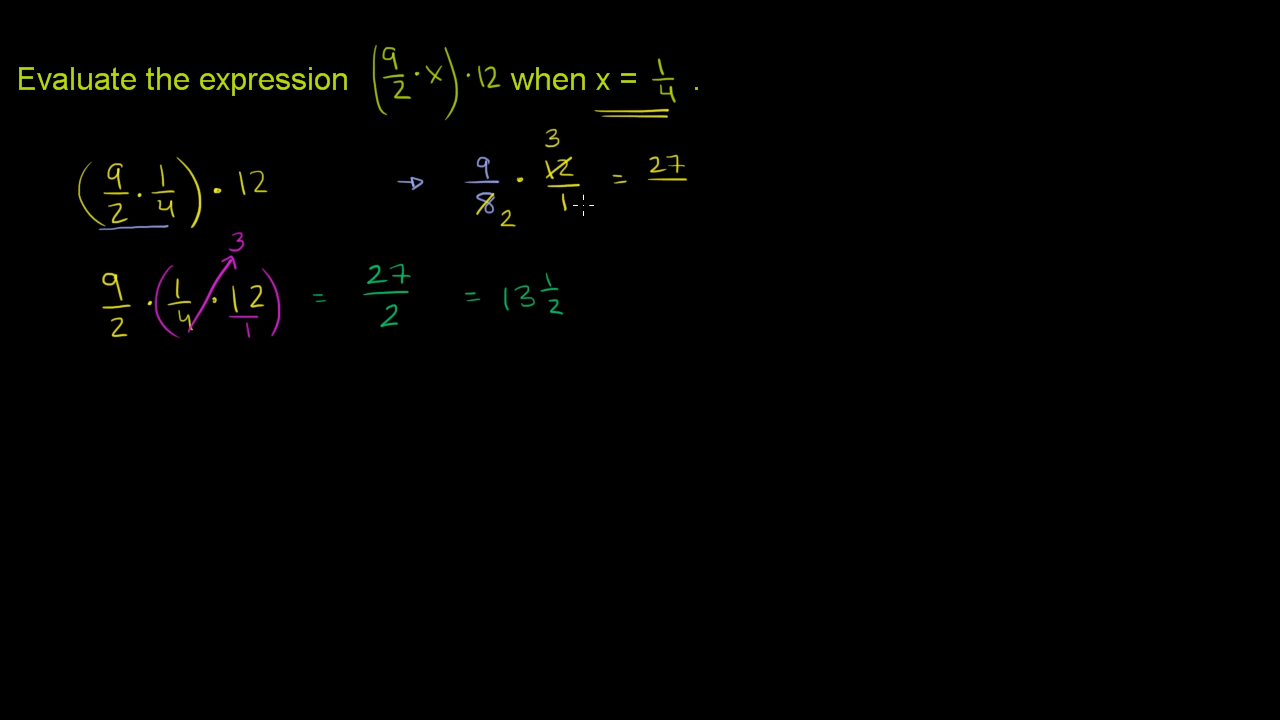 Evaluate the expression (9/2 · x) · 12 when x = 1/4 .
(9/2 · 1/4) · 12 → 9/8 2 · 3 12/1 = 27/
9/2 · (1/4 · 12/1) 3 = 27/2 = 13 1/2